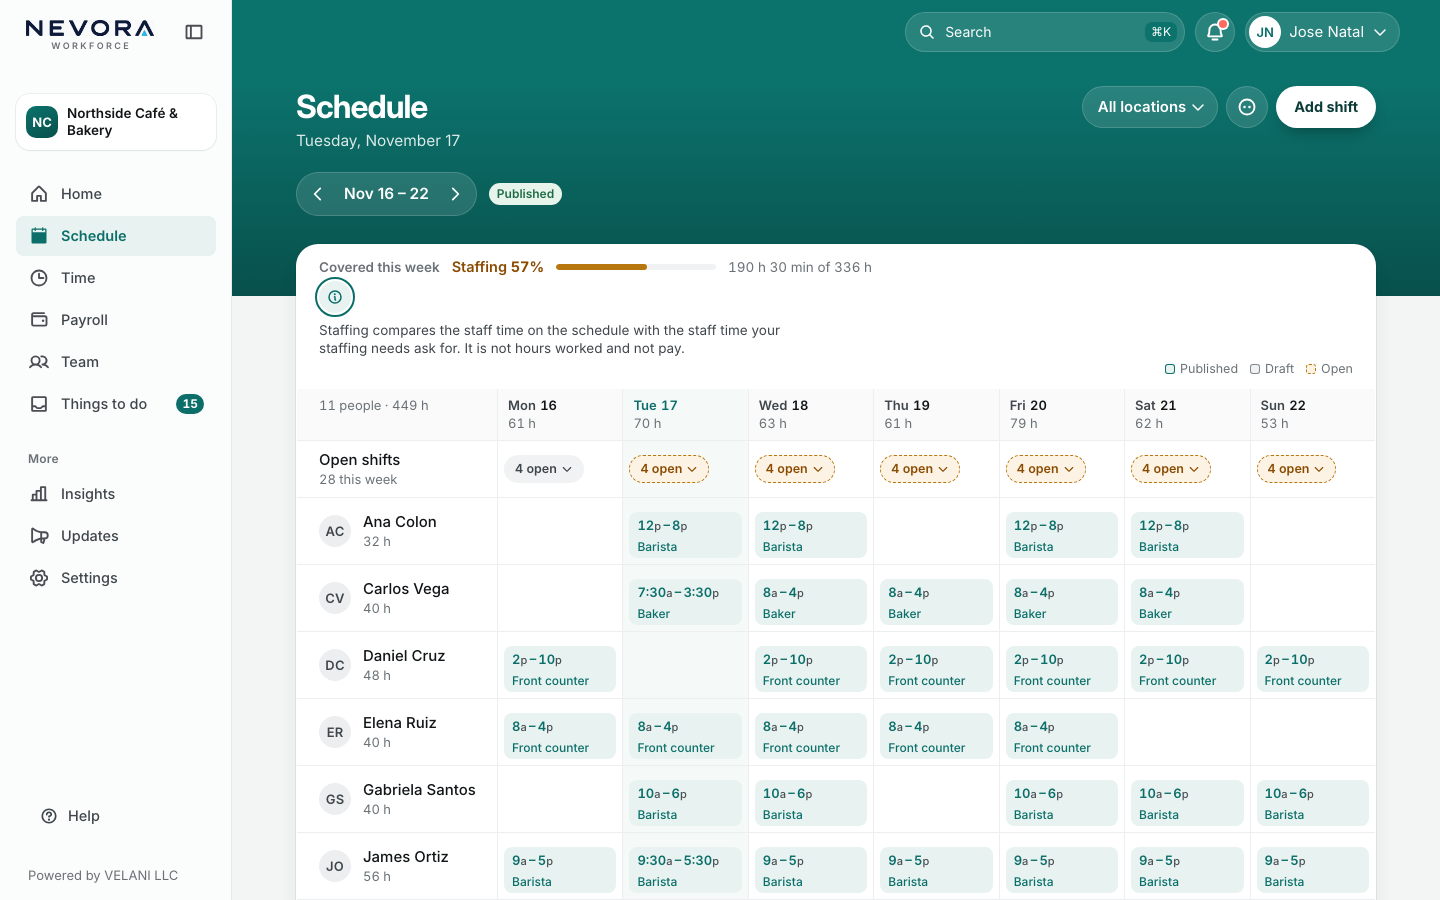 NEVORA
WORKFORCE
Search
⌘K
JN
Jose Natal
NC
Northside Café &
Bakery
Home
Schedule
Time
Payroll
Team
Things to do
15
More
Insights
Updates
Settings
Help
Powered by VELANI LLC
Schedule
Tuesday, November 17
All locations
Add shift
Nov 16 – 22
Published
Covered this week
Staffing 57%
190 h 30 min of 336 h
Staffing compares the staff time on the schedule with the staff time your
staffing needs ask for. It is not hours worked and not pay.
Published
Draft
Open
11 people · 449 h
Mon 16
61 h
Tue 17
70 h
Wed 18
63 h
Thu 19
61 h
Fri 20
79 h
Sat 21
62 h
Sun 22
53 h
Open shifts
28 this week
4 open
4 open
4 open
4 open
4 open
4 open
4 open
AC
Ana Colon
32 h
12p – 8p
Barista
12p – 8p
Barista
12p – 8p
Barista
12p – 8p
Barista
CV
Carlos Vega
40 h
7:30a – 3:30p
Baker
8a – 4p
Baker
8a – 4p
Baker
8a – 4p
Baker
8a – 4p
Baker
DC
Daniel Cruz
48 h
2p – 10p
Front counter
2p – 10p
Front counter
2p – 10p
Front counter
2p – 10p
Front counter
2p – 10p
Front counter
2p – 10p
Front counter
ER
Elena Ruiz
40 h
8a – 4p
Front counter
8a – 4p
Front counter
8a – 4p
Front counter
8a – 4p
Front counter
8a – 4p
Front counter
GS
Gabriela Santos
40 h
10a – 6p
Barista
10a – 6p
Barista
10a – 6p
Barista
10a – 6p
Barista
10a – 6p
Barista
JO
James Ortiz
56 h
9a – 5p
Barista
9:30a – 5:30p
Barista
9a – 5p
Barista
9a – 5p
Barista
9a – 5p
Barista
9a – 5p
Barista
9a – 5p
Barista